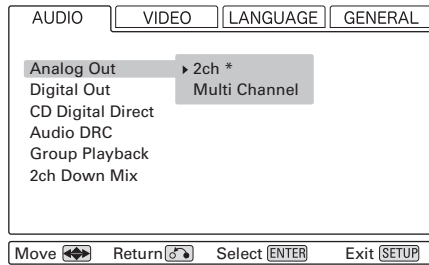 AUDIO VIDEO LANGUAGE GENERAL
Analog Out ▸ 2ch *
Digital Out Multi Channel
CD Digital Direct
Audio DRC
Group Playback
2ch Down Mix
Move Return Select ENTER Exit SETUP